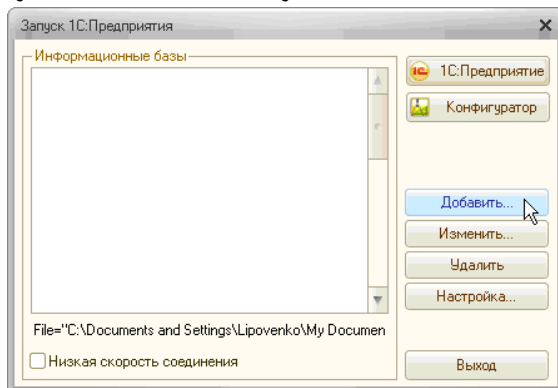 Запуск 1С:Предприятия
Информационные базы
1С:Предприятие
Конфигуратор
Добавить...
Изменить...
Удалить
Настройка...
File="C:\Documents and Settings\Lipovenko\My Documen
Низкая скорость соединения
Выход